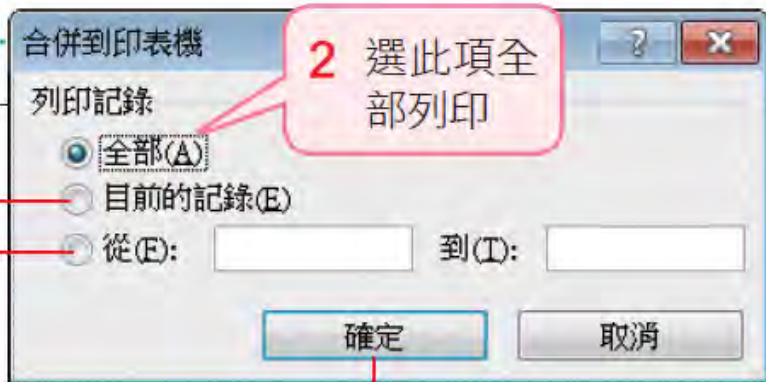 合併到印表機
2 選此項全
部列印
列印記錄
全部(A)
目前的記錄(E)
從(F): 到(T):
確定 取消